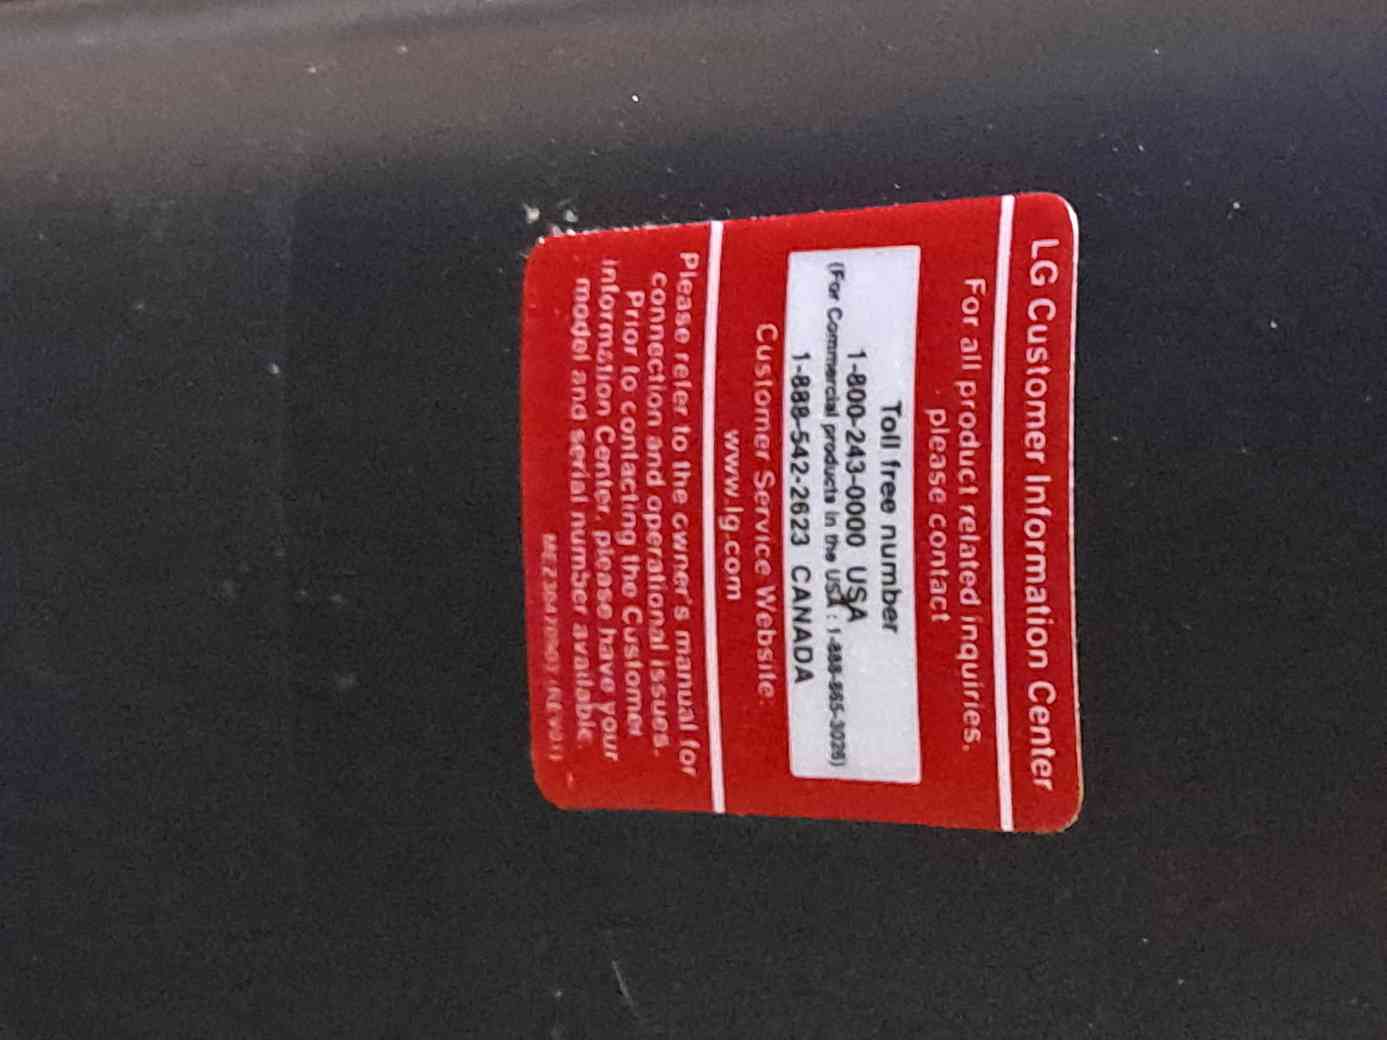 LG Customer Information Center
For all product related inquiries,
please contact
Toll free number
1-800-243-0000 USA
(For Commercial products in the USA : 1-888-865-3026)
1-888-542-2623 CANADA
Customer Service Website:
www.lg.com
Please refer to the owner's manual for
connection and operational issues.
Prior to contacting the Customer
Information Center, please have your
model and serial number available.